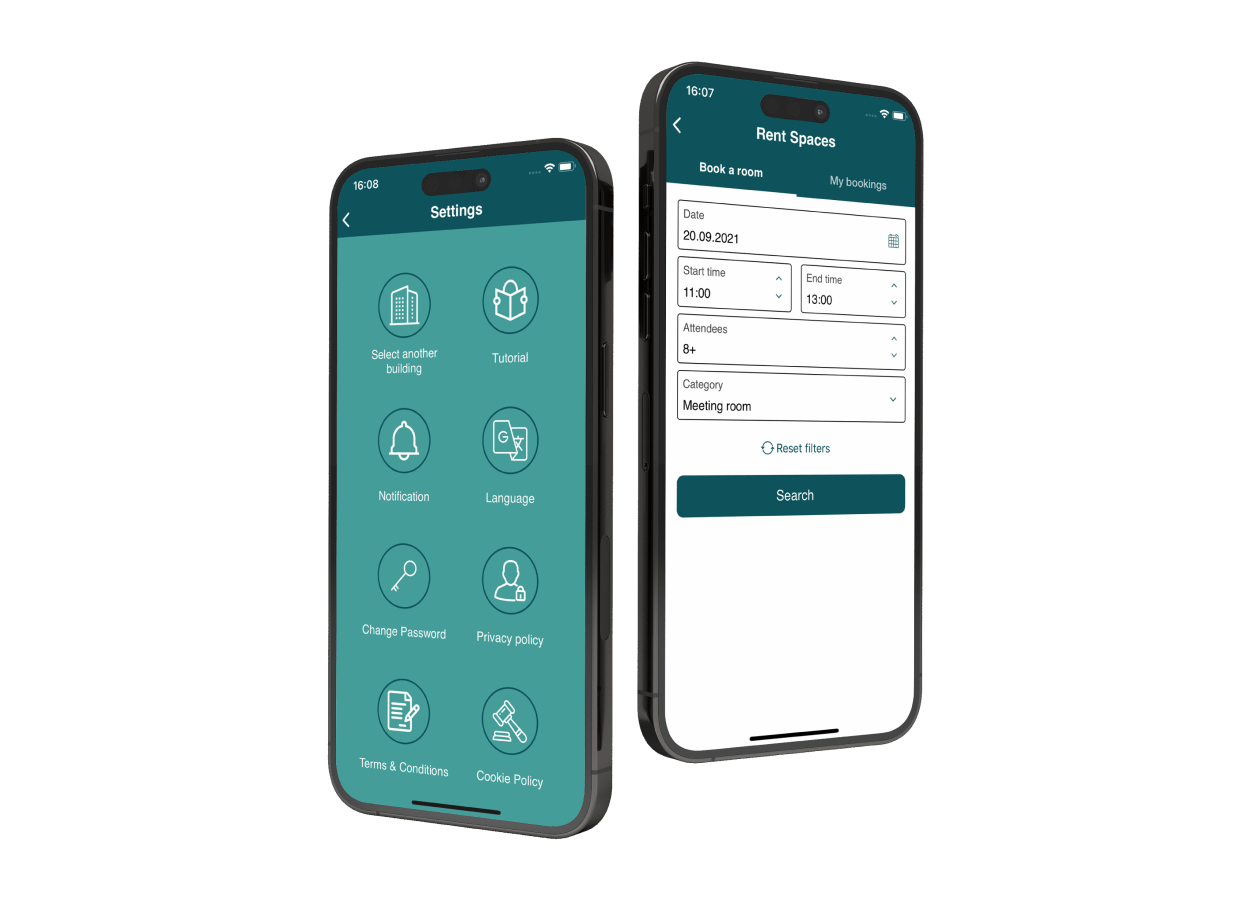 16:08
Settings
Select another
building
Tutorial
Notification
G 文
Language
Change Password
Privacy policy
Terms & Conditions
Cookie Policy
16:07
Rent Spaces
Book a room
My bookings
Date
20.09.2021
Start time
11:00
End time
13:00
Attendees
8+
Category
Meeting room
Reset filters
Search